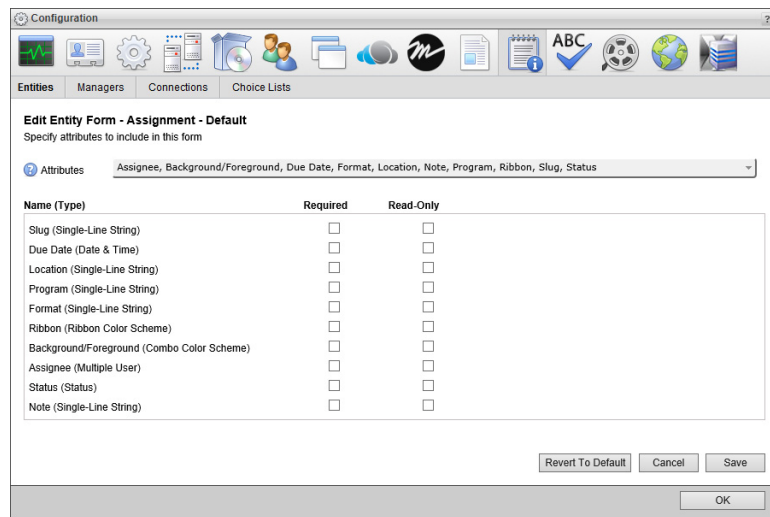 Configuration
?
ABC
Entities Managers Connections Choice Lists
Edit Entity Form - Assignment - Default
Specify attributes to include in this form
? Attributes Assignee, Background/Foreground, Due Date, Format, Location, Note, Program, Ribbon, Slug, Status
Name (Type) Required Read-Only
Slug (Single-Line String)
Due Date (Date & Time)
Location (Single-Line String)
Program (Single-Line String)
Format (Single-Line String)
Ribbon (Ribbon Color Scheme)
Background/Foreground (Combo Color Scheme)
Assignee (Multiple User)
Status (Status)
Note (Single-Line String)
Revert To Default Cancel Save
OK